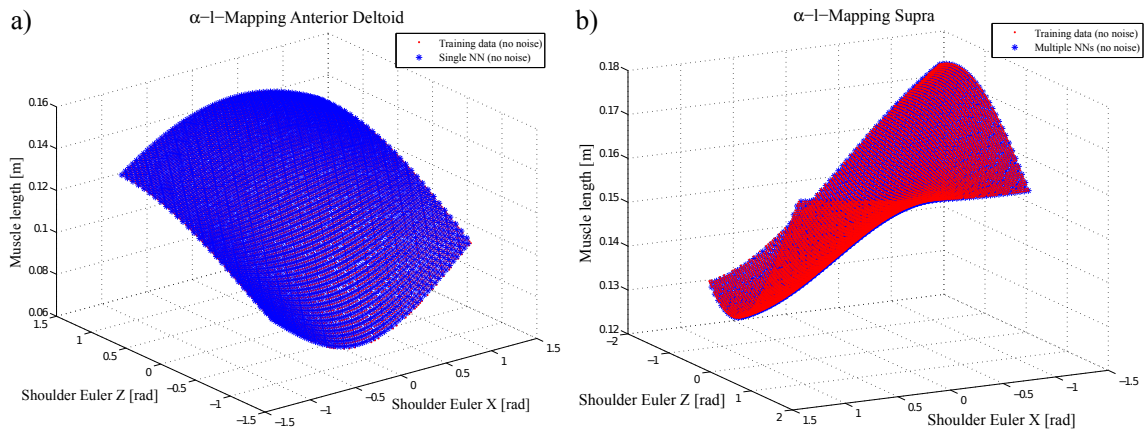 a)
α−l−Mapping Anterior Deltoid
Training data (no noise)
Single NN (no noise)
0.16
0.14
0.12
0.1
0.08
0.06
Muscle length [m]
1.5
1
0.5
0
−0.5
−1
−1.5
Shoulder Euler Z [rad]
−1.5
−1
−0.5
0
0.5
1
1.5
Shoulder Euler X [rad]
b)
α−l−Mapping Supra
Training data (no noise)
Multiple NNs (no noise)
0.18
0.17
0.16
0.15
0.14
0.13
0.12
Muscle length [m]
−2
−1
0
1
2
Shoulder Euler Z [rad]
1.5
1
0.5
0
−0.5
−1
−1.5
Shoulder Euler X [rad]